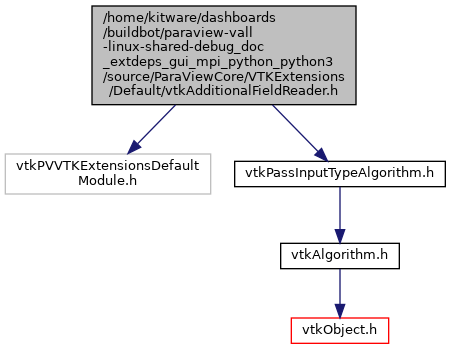 /home/kitware/dashboards
/buildbot/paraview-vall
-linux-shared-debug_doc
_extdeps_gui_mpi_python_python3
/source/ParaViewCore/VTKExtensions
/Default/vtkAdditionalFieldReader.h
vtkPVVTKExtensionsDefault
Module.h
vtkPassInputTypeAlgorithm.h
vtkAlgorithm.h
vtkObject.h